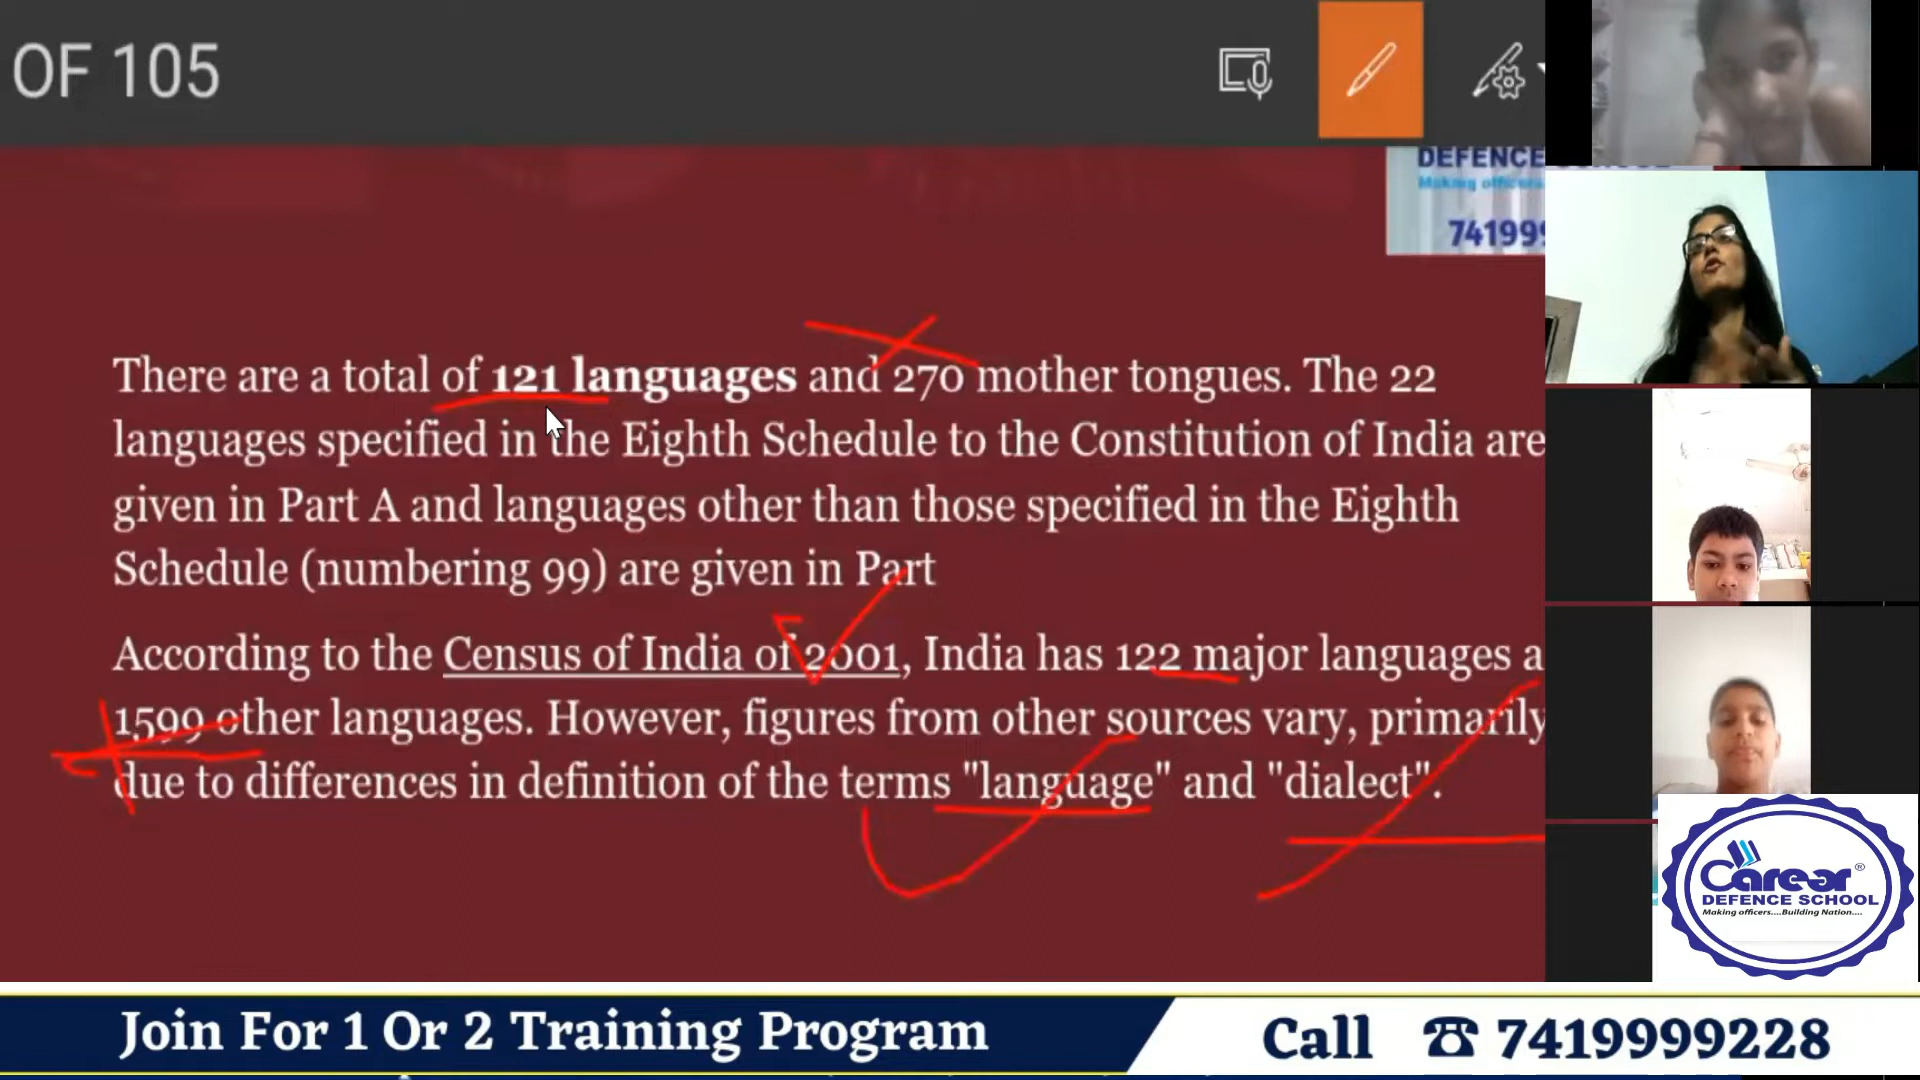 OF 105
DEFENCE
Making officers
74199
There are a total of 121 languages and 270 mother tongues. The 22
languages specified in the Eighth Schedule to the Constitution of India are
given in Part A and languages other than those specified in the Eighth
Schedule (numbering 99) are given in Part
According to the Census of India of 2001, India has 122 major languages a
1599 other languages. However, figures from other sources vary, primarily
due to differences in definition of the terms "language" and "dialect".
Carear®
DEFENCE SCHOOL
Making officers....Building Nation....
Join For 1 Or 2 Training Program
Call ☎ 7419999228